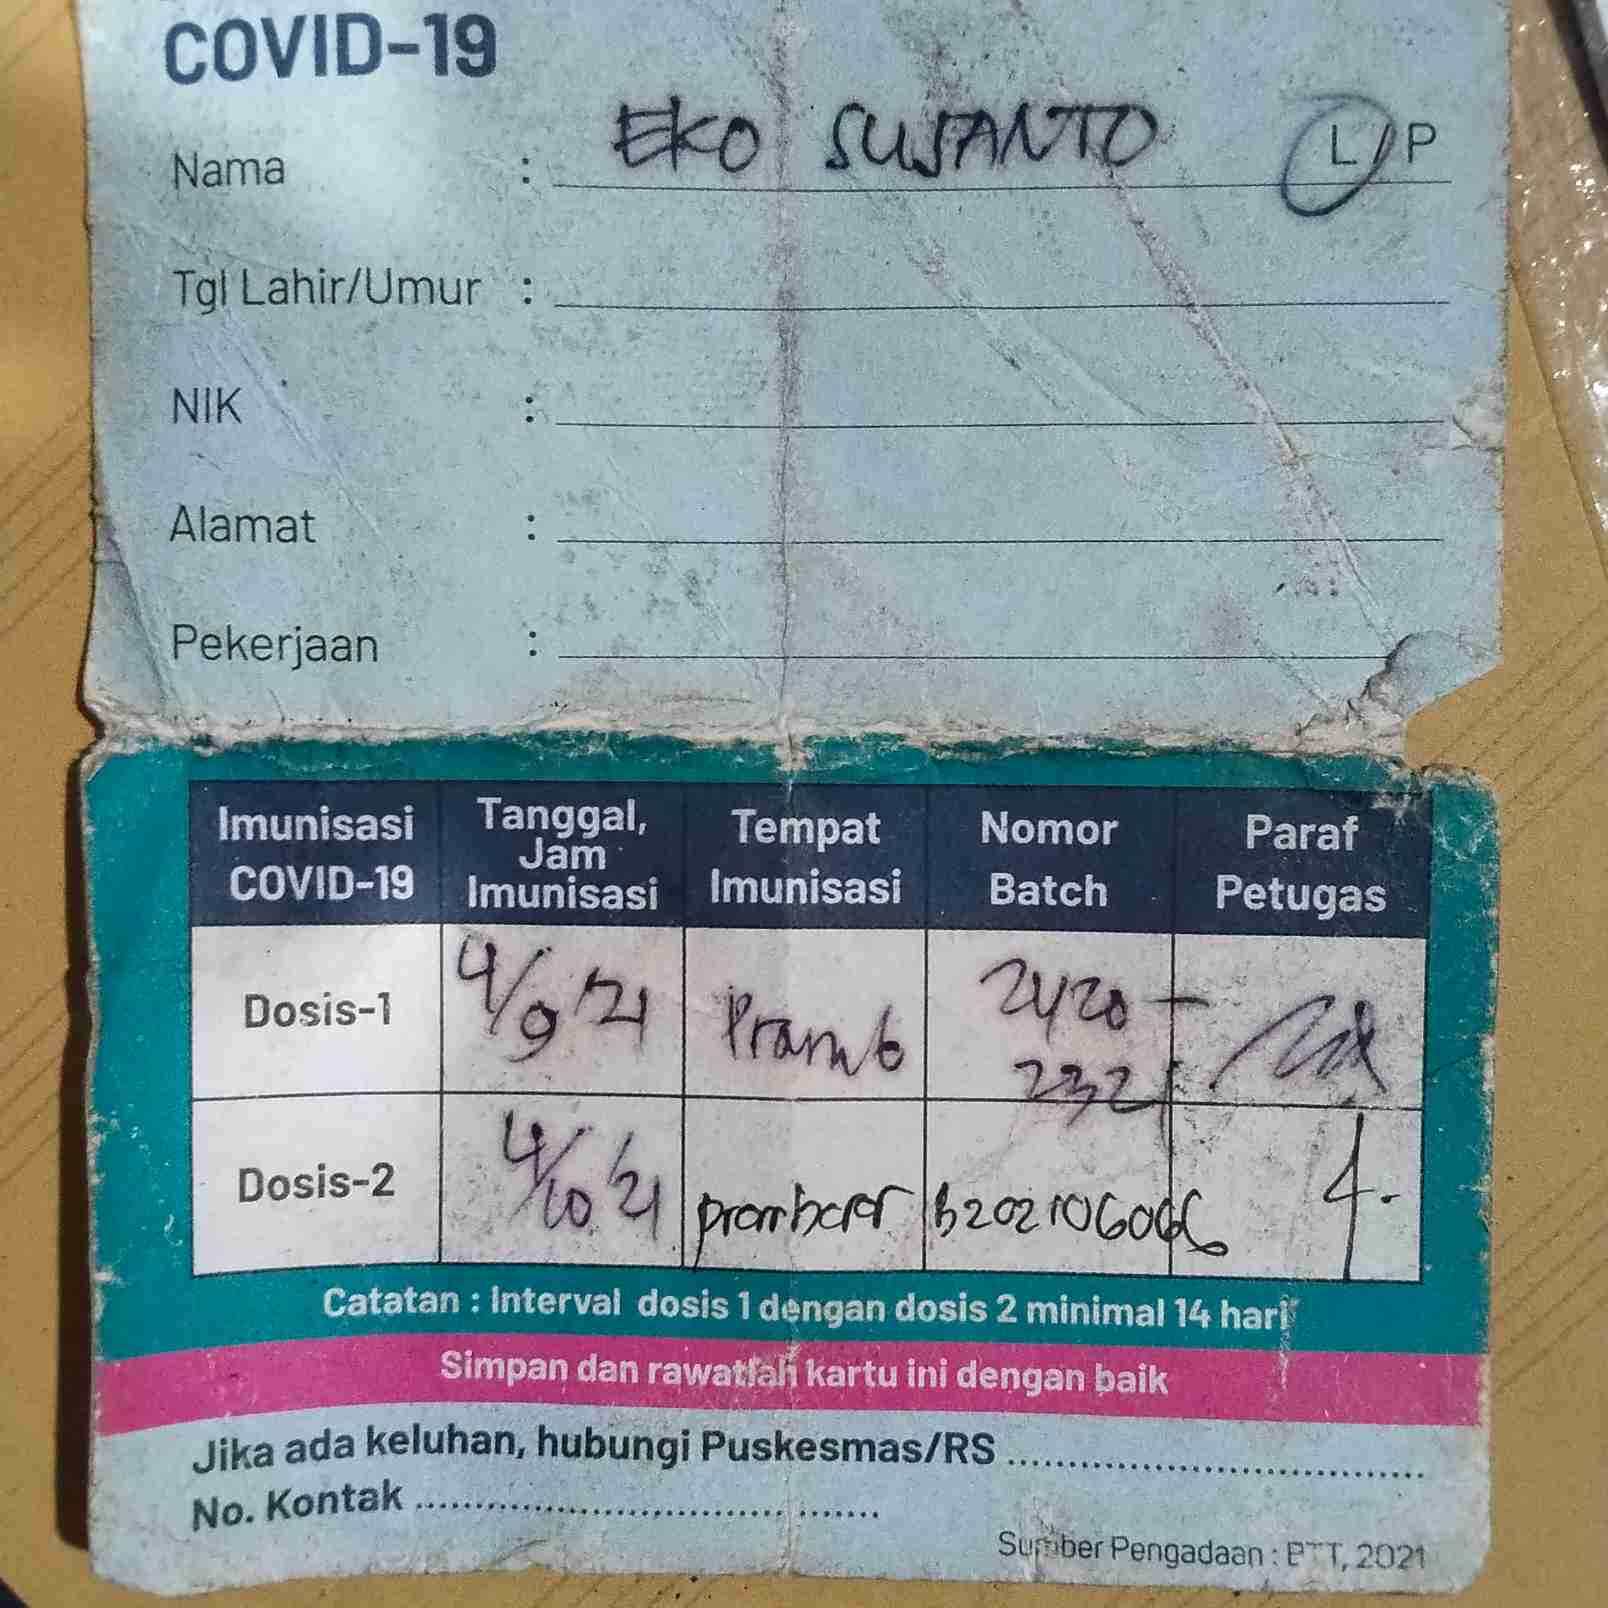 COVID-19
Nama : EKO SUSANTO L/P
Tgl Lahir/Umur :
NIK :
Alamat :
Pekerjaan :
Imunisasi COVID-19 Tanggal, Jam Imunisasi Tempat Imunisasi Nomor Batch Paraf Petugas
Dosis-1 4/9 '21 Pramb 2420 - 232
Dosis-2 4/10 '21 prambaer b202106066
Catatan : Interval dosis 1 dengan dosis 2 minimal 14 hari
Simpan dan rawatlah kartu ini dengan baik
Jika ada keluhan, hubungi Puskesmas/RS ....................................
No. Kontak ........................................
Sumber Pengadaan : BTT, 2021